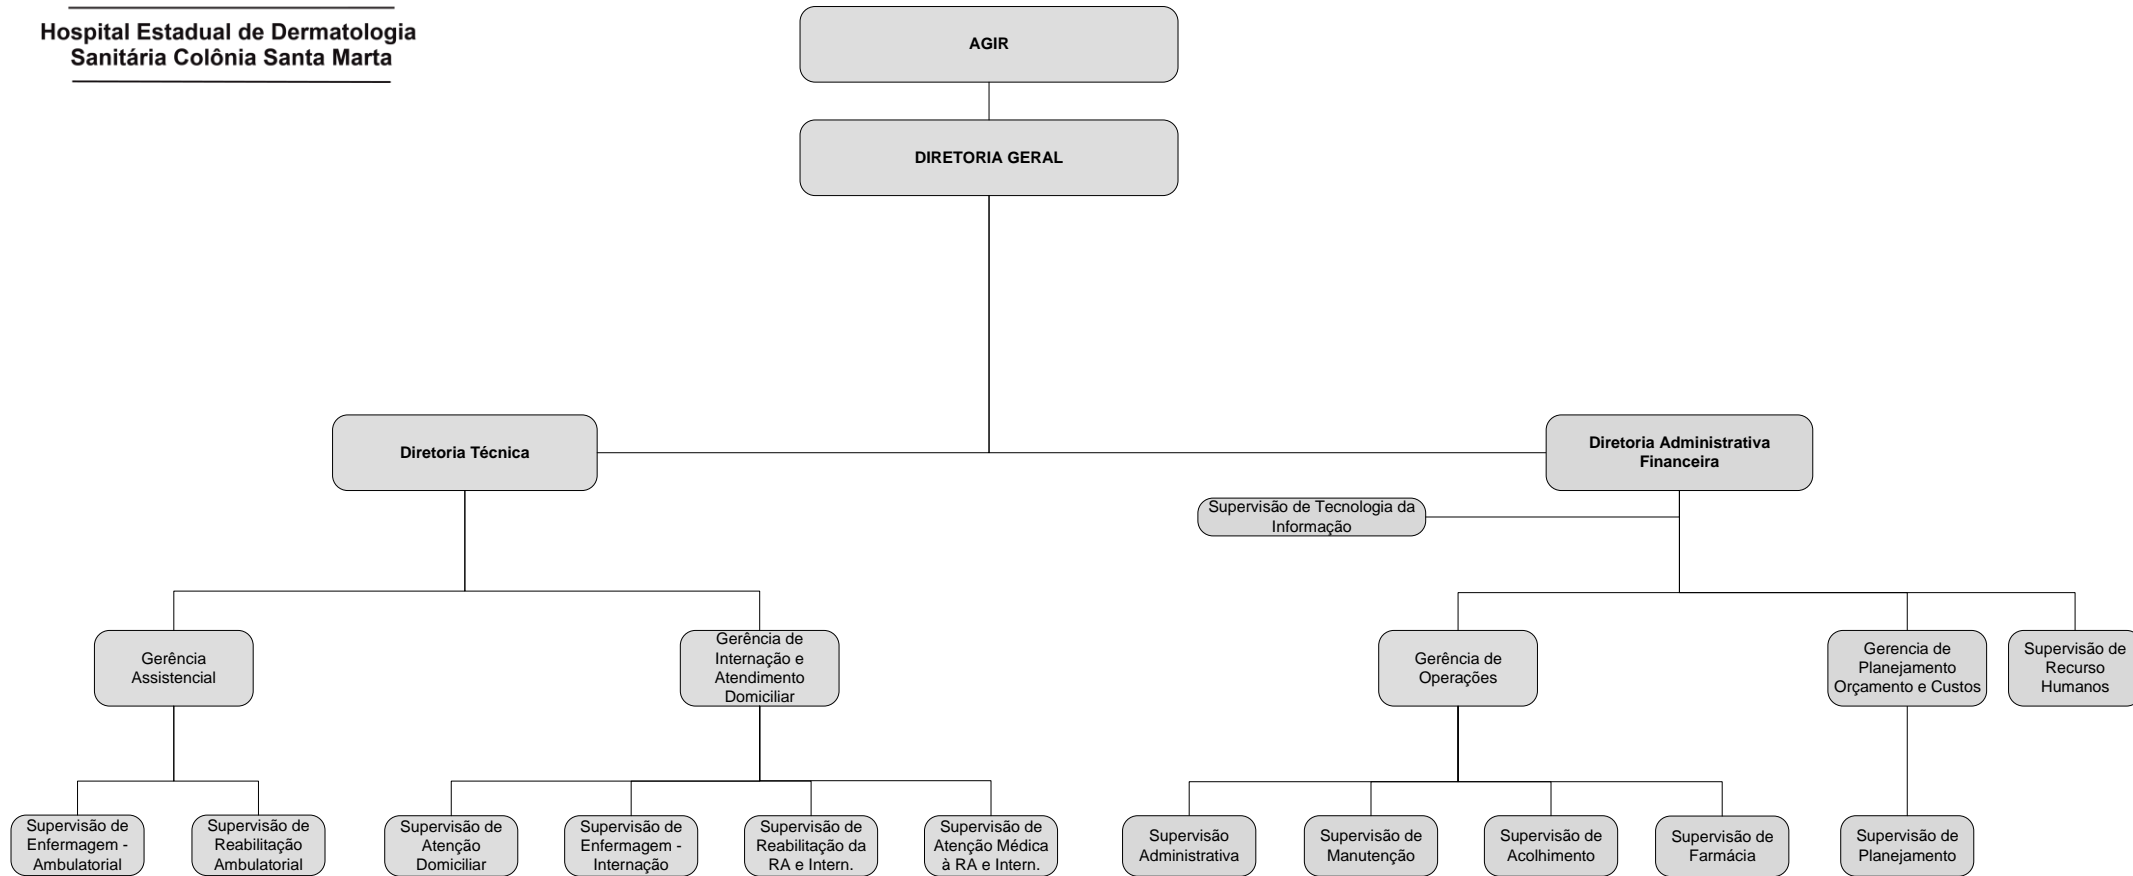 Hospital Estadual de Dermatologia
Sanitária Colônia Santa Marta
AGIR
DIRETORIA GERAL
Diretoria Técnica
Diretoria Administrativa
Financeira
Supervisão de Tecnologia da
Informação
Gerência
Assistencial
Gerência de
Internação e
Atendimento
Domiciliar
Gerência de
Operações
Gerencia de
Planejamento
Orçamento e Custos
Supervisão de
Recurso
Humanos
Supervisão de
Enfermagem -
Ambulatorial
Supervisão de
Reabilitação
Ambulatorial
Supervisão de
Atenção
Domiciliar
Supervisão de
Enfermagem -
Internação
Supervisão de
Reabilitação da
RA e Intern.
Supervisão de
Atenção Médica
à RA e Intern.
Supervisão
Administrativa
Supervisão de
Manutenção
Supervisão de
Acolhimento
Supervisão de
Farmácia
Supervisão de
Planejamento